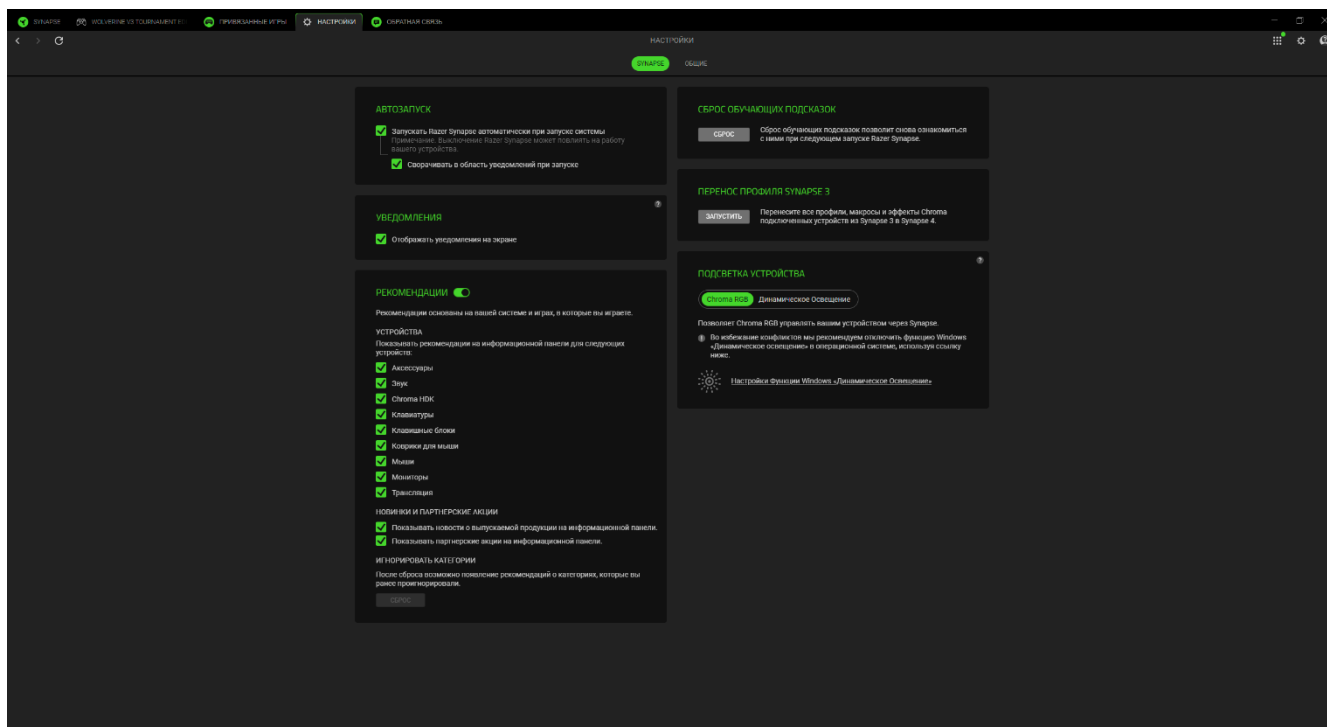 SYNAPSE
WOLVERINE V3 TOURNAMENT
ПРИВЯЗАННЫЕ ИГРЫ
НАСТРОЙКИ
ОБРАТНАЯ СВЯЗЬ
НАСТРОЙКИ
SYNAPSE
ОБЩИЕ
АВТОЗАПУСК
Запускать Razer Synapse автоматически при запуске системы
Примечание. Выключение Razer Synapse может повлиять на работу
вашего устройства.
Сворачивать в область уведомлений при запуске
УВЕДОМЛЕНИЯ
Отображать уведомления на экране
РЕКОМЕНДАЦИИ
Рекомендации основаны на вашей системе и играх, в которые вы играете.
УСТРОЙСТВА
Показывать рекомендации на информационной панели для следующих
устройств:
Аксессуары
Звук
Chroma HDK
Клавиатуры
Клавишные блоки
Коврики для мыши
Мыши
Мониторы
Трансляция
НОВИНКИ И ПАРТНЕРСКИЕ АКЦИИ
Показывать новости о выпускаемой продукции на информационной панели.
Показывать партнерские акции на информационной панели.
ИГНОРИРОВАТЬ КАТЕГОРИИ
После сброса возможно появление рекомендаций о категориях, которые вы
ранее проигнорировали.
СБРОС
СБРОС ОБУЧАЮЩИХ ПОДСКАЗОК
СБРОС
Сброс обучающих подсказок позволит снова ознакомиться
с ними при следующем запуске Razer Synapse.
ПЕРЕНОС ПРОФИЛЯ SYNAPSE 3
ЗАПУСТИТЬ
Перенесите все профили, макросы и эффекты Chroma
подключенных устройств из Synapse 3 в Synapse 4.
ПОДСВЕТКА УСТРОЙСТВА
Chroma RGB
Динамическое Освещение
Позволяет Chroma RGB управлять вашим устройством через Synapse.
Во избежание конфликтов мы рекомендуем отключить функцию Windows
«Динамическое освещение» в операционной системе, используя ссылку
ниже.
Настройки Функции Windows «Динамическое Освещение»